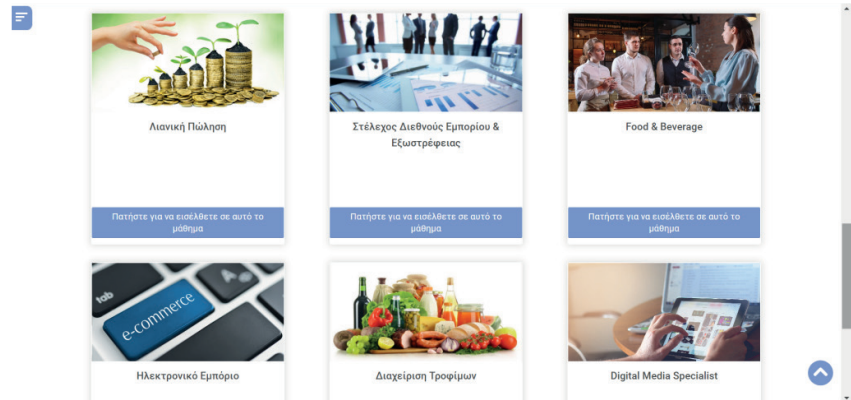 Λιανική Πώληση
Στέλεχος Διεθνούς Εμπορίου &
Εξωστρέφειας
Food & Beverage
Πατήστε για να εισέλθετε σε αυτό το
μάθημα
Πατήστε για να εισέλθετε σε αυτό το
μάθημα
Πατήστε για να εισέλθετε σε αυτό το
μάθημα
tab
e-commerce
Ηλεκτρονικό Εμπόριο
Διαχείριση Τροφίμων
Digital Media Specialist